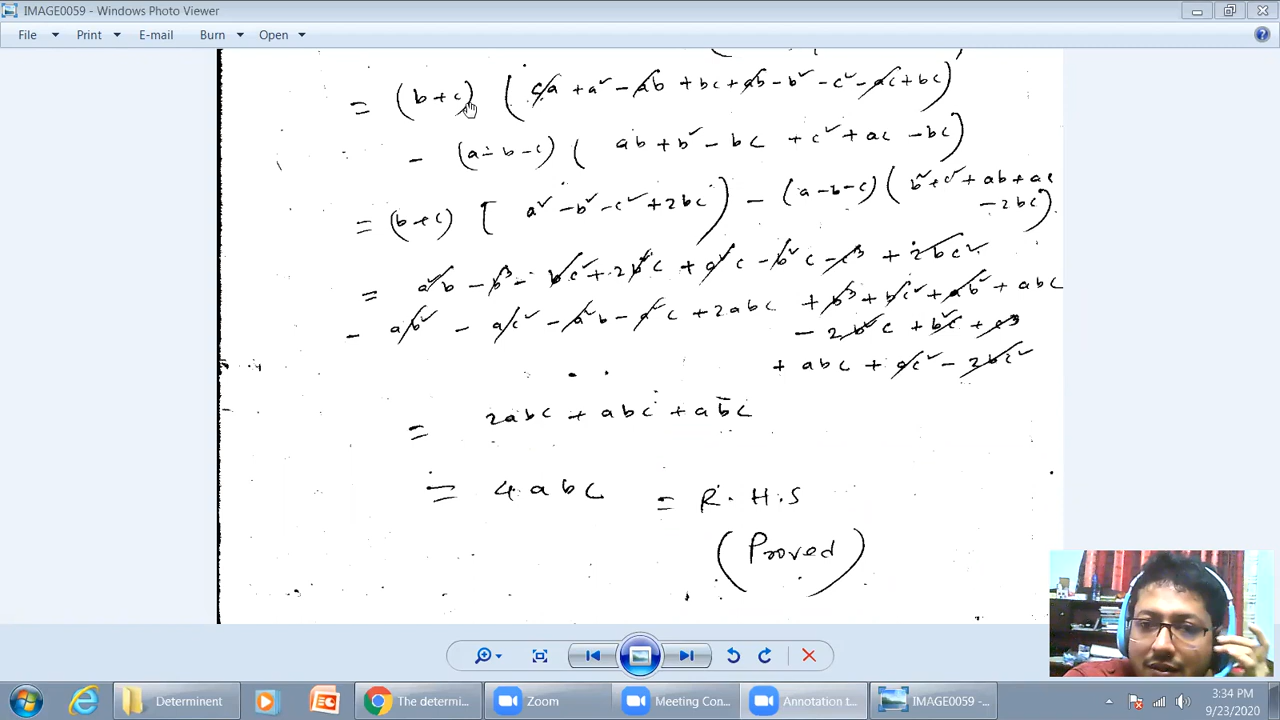 IMAGE0059 - Windows Photo Viewer
File Print E-mail Burn Open
= (b+c) (ca + a² - ab + bc + ab - b² - c² - ac + bc)
- (a-b-c) ( ab + b² - bc + c² + ac - bc)
= (b+c) [ a² - b² - c² + 2bc ) - (a-b-c) ( b² + c² + ab + ac
- 2bc)
= a²b - b³ - bc² + 2b²c + a²c - b²c - c³ + 2bc²
- ab² - ac² - a²b - a²c + 2abc + b³ + bc² + ab² + abc
- 2b²c + b²c + c³
+ abc + ac² - 2bc²
= 2abc + abc + abc
= 4abc = R.H.S
(Proved)
Determinent
The determi...
Zoom
Meeting Con...
Annotation t...
IMAGE0059 -...
3:34 PM
9/23/2020